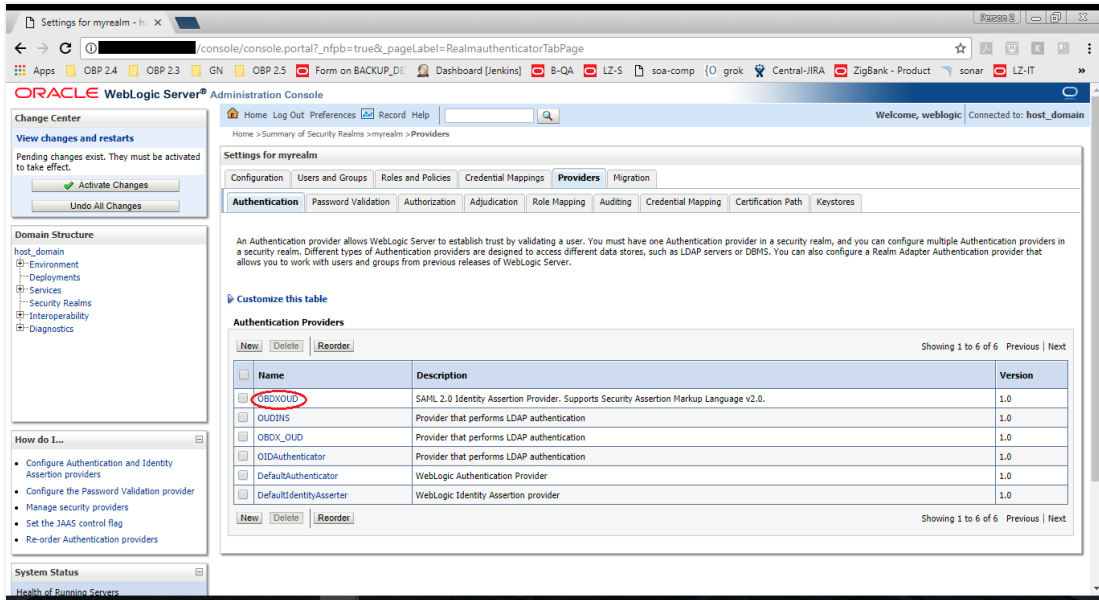 Settings for myrealm - h
Person 2
/console/console.portal?_nfpb=true&_pageLabel=RealmauthenticatorTabPage
Apps OBP 2.4 OBP 2.3 GN OBP 2.5 Form on BACKUP_DE Dashboard [Jenkins] B-QA LZ-S soa-comp grok Central-JIRA ZigBank - Product sonar LZ-IT »
ORACLE WebLogic Server® Administration Console
Change Center
View changes and restarts
Pending changes exist. They must be activated
to take effect.
Activate Changes
Undo All Changes
Domain Structure
host_domain
Environment
Deployments
Services
Security Realms
Interoperability
Diagnostics
How do I...
Configure Authentication and Identity
Assertion providers
Configure the Password Validation provider
Manage security providers
Set the JAAS control flag
Re-order Authentication providers
System Status
Health of Running Servers
Home Log Out Preferences Record Help
Welcome, weblogic Connected to: host_domain
Home >Summary of Security Realms >myrealm >Providers
Settings for myrealm
Configuration Users and Groups Roles and Policies Credential Mappings Providers Migration
Authentication Password Validation Authorization Adjudication Role Mapping Auditing Credential Mapping Certification Path Keystores
An Authentication provider allows WebLogic Server to establish trust by validating a user. You must have one Authentication provider in a security realm, and you can configure multiple Authentication providers in
a security realm. Different types of Authentication providers are designed to access different data stores, such as LDAP servers or DBMS. You can also configure a Realm Adapter Authentication provider that
allows you to work with users and groups from previous releases of WebLogic Server.
Customize this table
Authentication Providers
New Delete Reorder Showing 1 to 6 of 6 Previous | Next
Name Description Version
OBDXOUD SAML 2.0 Identity Assertion Provider. Supports Security Assertion Markup Language v2.0. 1.0
OUDINS Provider that performs LDAP authentication 1.0
OBDX_OUD Provider that performs LDAP authentication 1.0
OIDAuthenticator Provider that performs LDAP authentication 1.0
DefaultAuthenticator WebLogic Authentication Provider 1.0
DefaultIdentityAsserter WebLogic Identity Assertion provider 1.0
New Delete Reorder Showing 1 to 6 of 6 Previous | Next